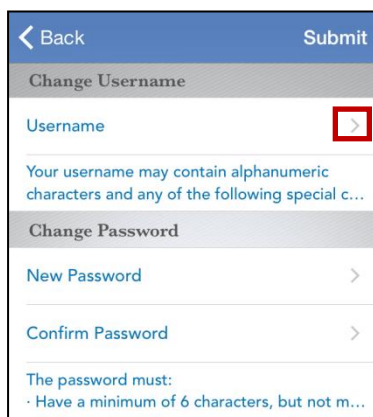 Back Submit
Change Username
Username
Your username may contain alphanumeric
characters and any of the following special c...
Change Password
New Password
Confirm Password
The password must:
· Have a minimum of 6 characters, but not m...